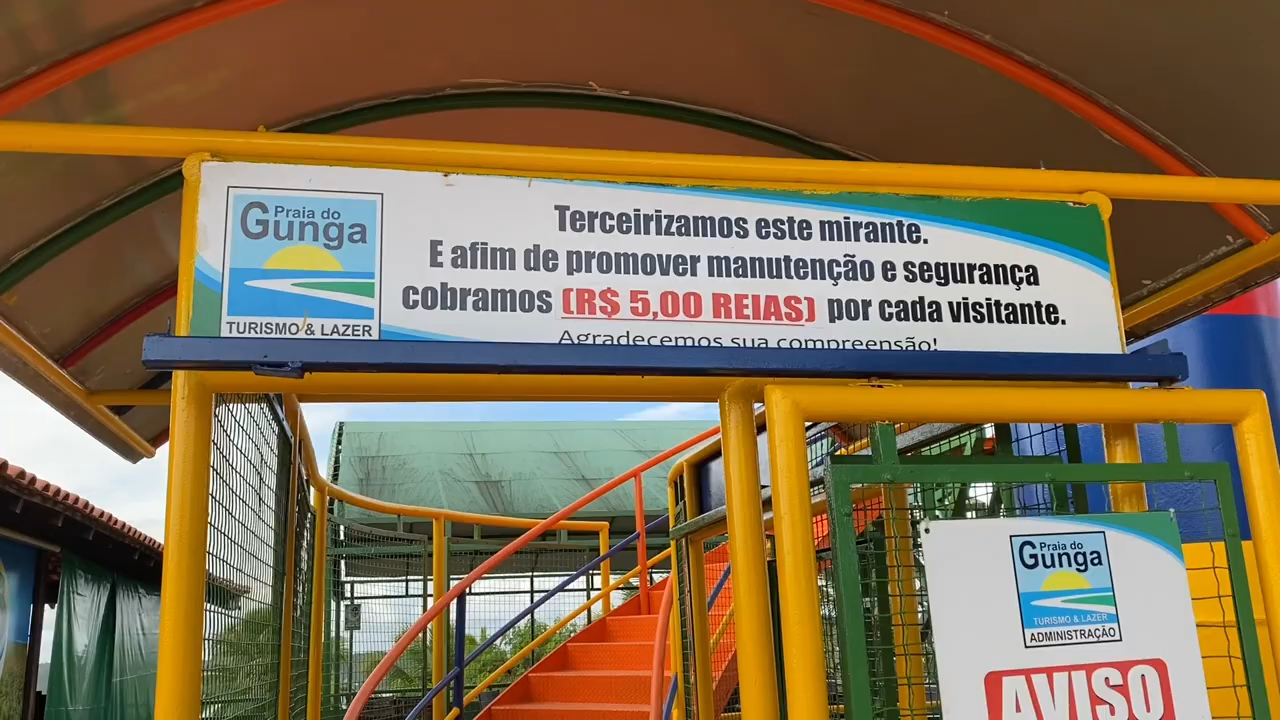 Praia do
Gunga
TURISMO & LAZER
Terceirizamos este mirante.
E afim de promover manutenção e segurança
cobramos (R$ 5,00 REIAS) por cada visitante.
Agradecemos sua compreensão!
Praia do
Gunga
TURISMO & LAZER
ADMINISTRAÇÃO
AVISO